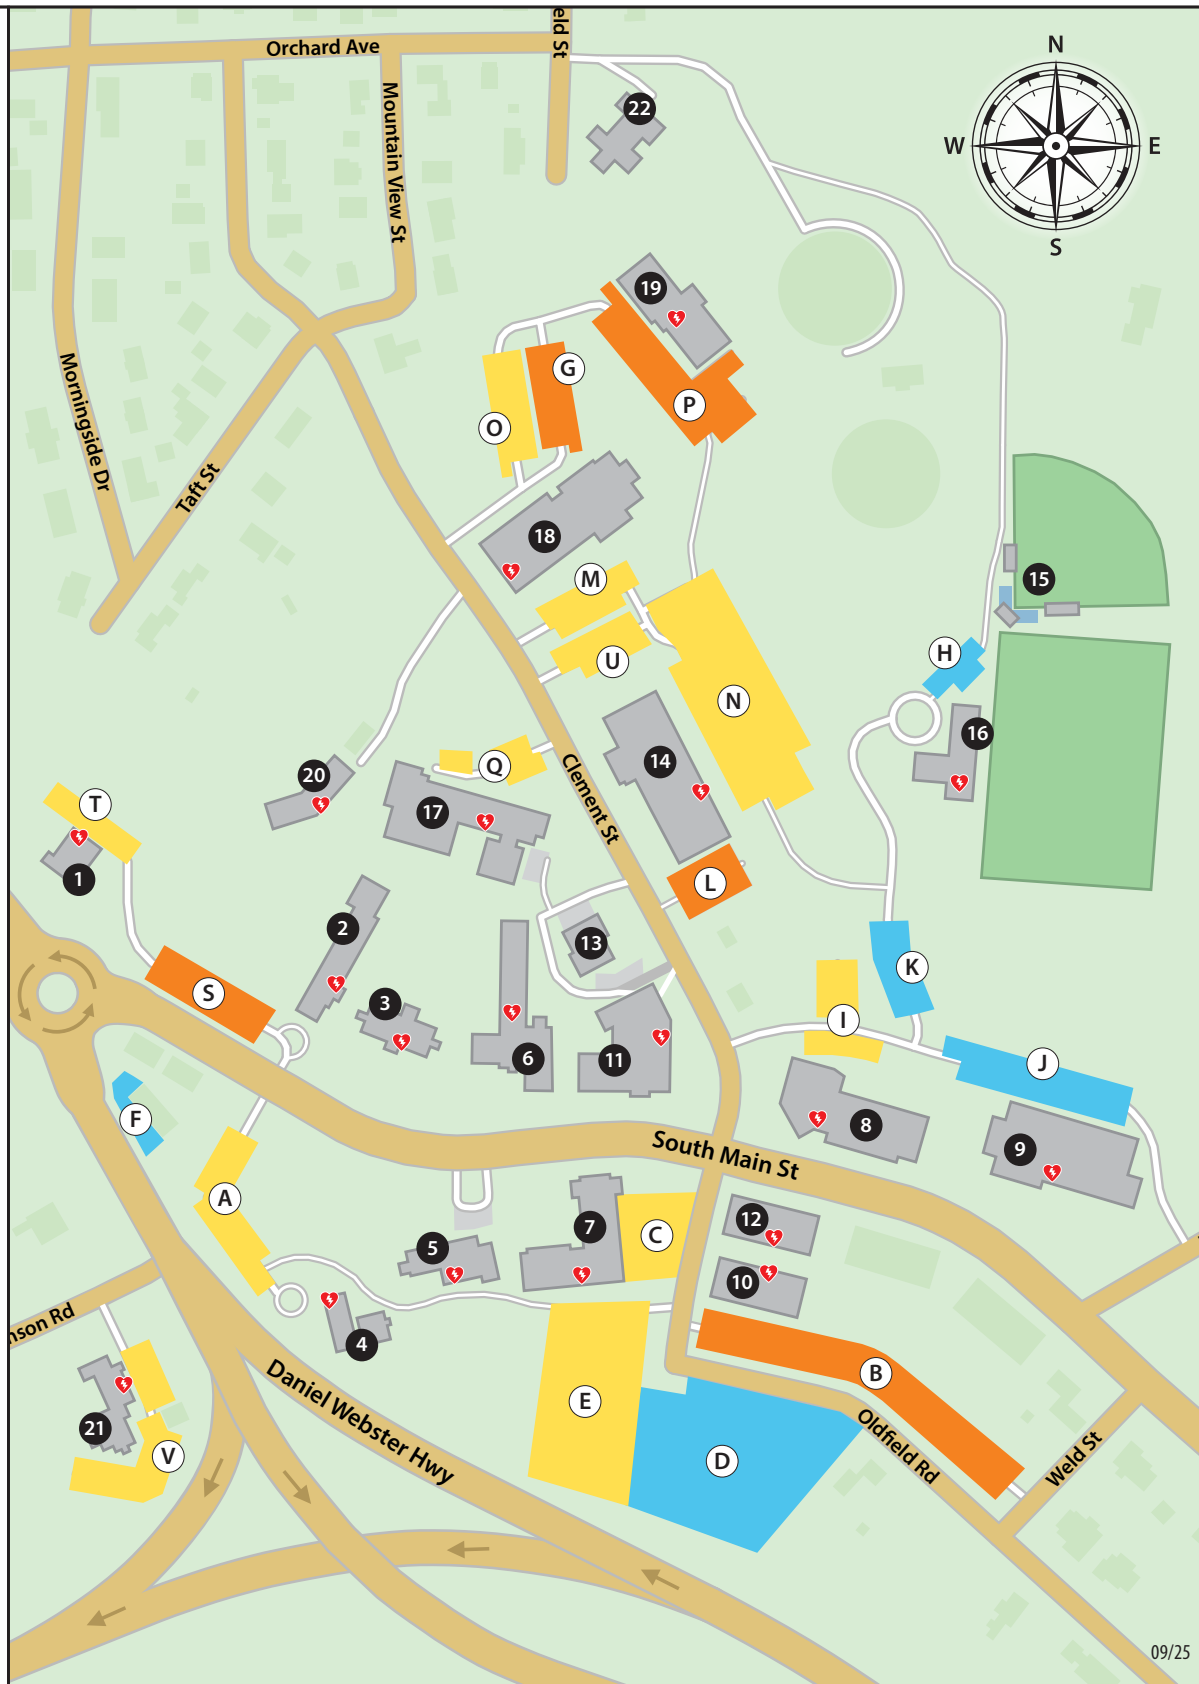 eld St
Orchard Ave
N
Mountain View St
22
W
E
S
19
G
Morningside Dr
P
O
Taft St
18
M
15
U
H
N
16
Q
14
20
T
17
Clement St
L
1
2
13
K
S
3
I
6
11
J
F
8
South Main St
9
A
12
7
C
5
10
nson Rd
4
B
Daniel Webster Hwy
E
21
Oldfield Rd
V
D
Weld St
09/25